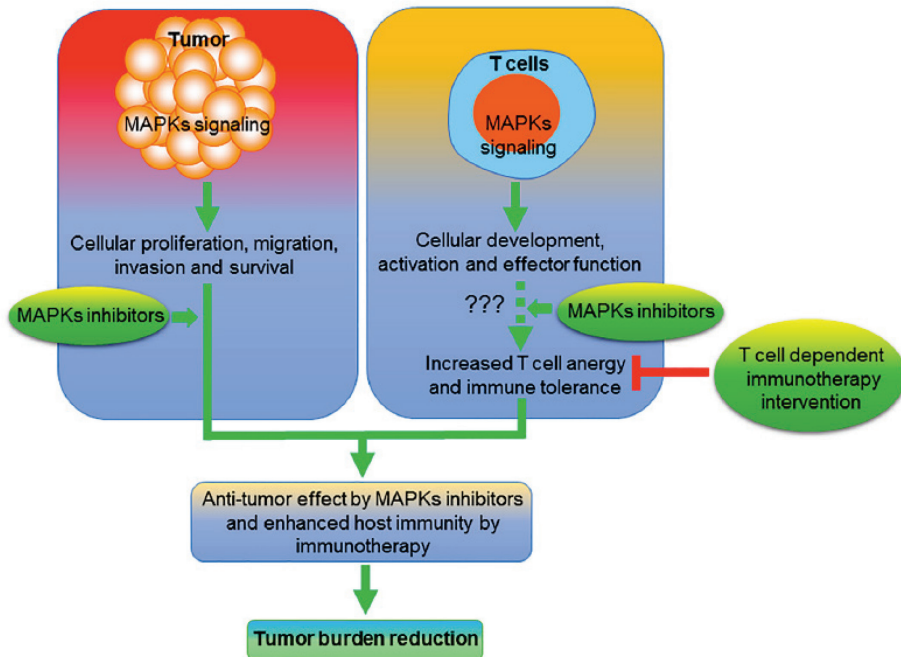 Tumor
MAPKs signaling
Cellular proliferation, migration,
invasion and survival
MAPKs inhibitors
T cells
MAPKs
signaling
Cellular development,
activation and effector function
???
MAPKs inhibitors
Increased T cell anergy
and immune tolerance
T cell dependent
immunotherapy
intervention
Anti-tumor effect by MAPKs inhibitors
and enhanced host immunity by
immunotherapy
Tumor burden reduction